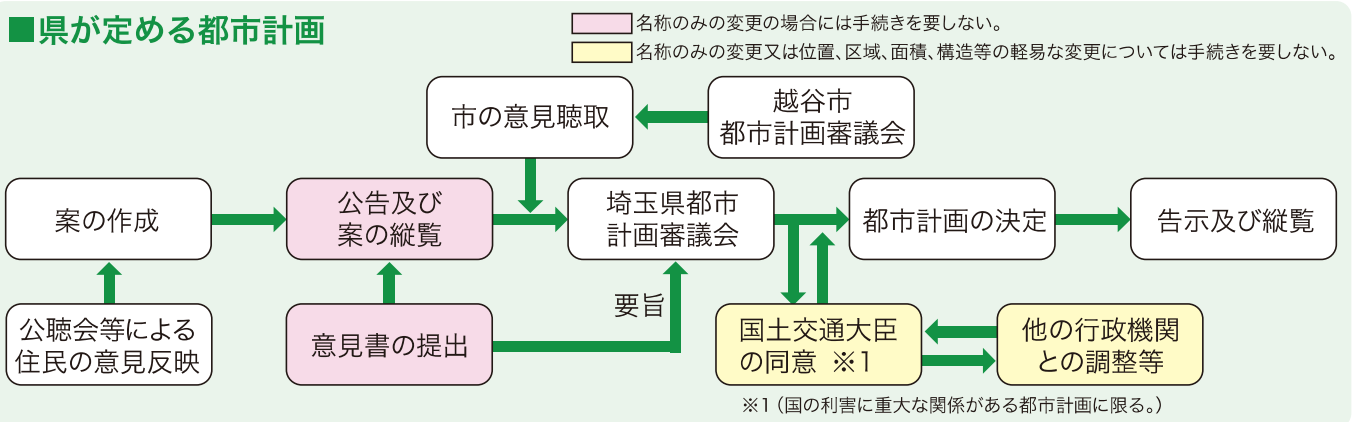 ■県が定める都市計画
名称のみの変更の場合には手続きを要しない。
名称のみの変更又は位置、区域、面積、構造等の軽易な変更については手続きを要しない。
市の意見聴取
越谷市
都市計画審議会
案の作成
公告及び
案の縦覧
埼玉県都市
計画審議会
都市計画の決定
告示及び縦覧
公聴会等による
住民の意見反映
意見書の提出
要旨
国土交通大臣
の同意 ※1
他の行政機関
との調整等
※1（国の利害に重大な関係がある都市計画に限る。）